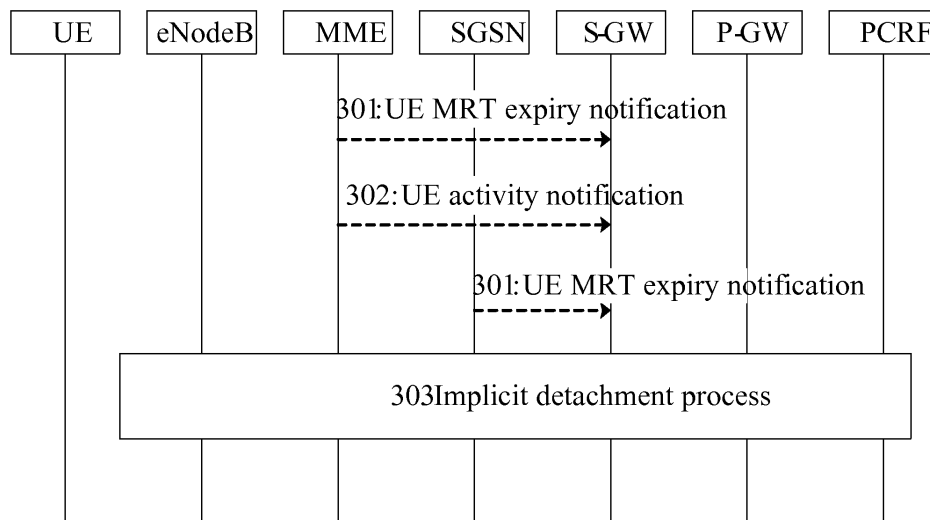 UE eNodeB MME SGSN S-GW P-GW PCRF
301:UE MRT expiry notification
302:UE activity notification
301:UE MRT expiry notification
303Implicit detachment process